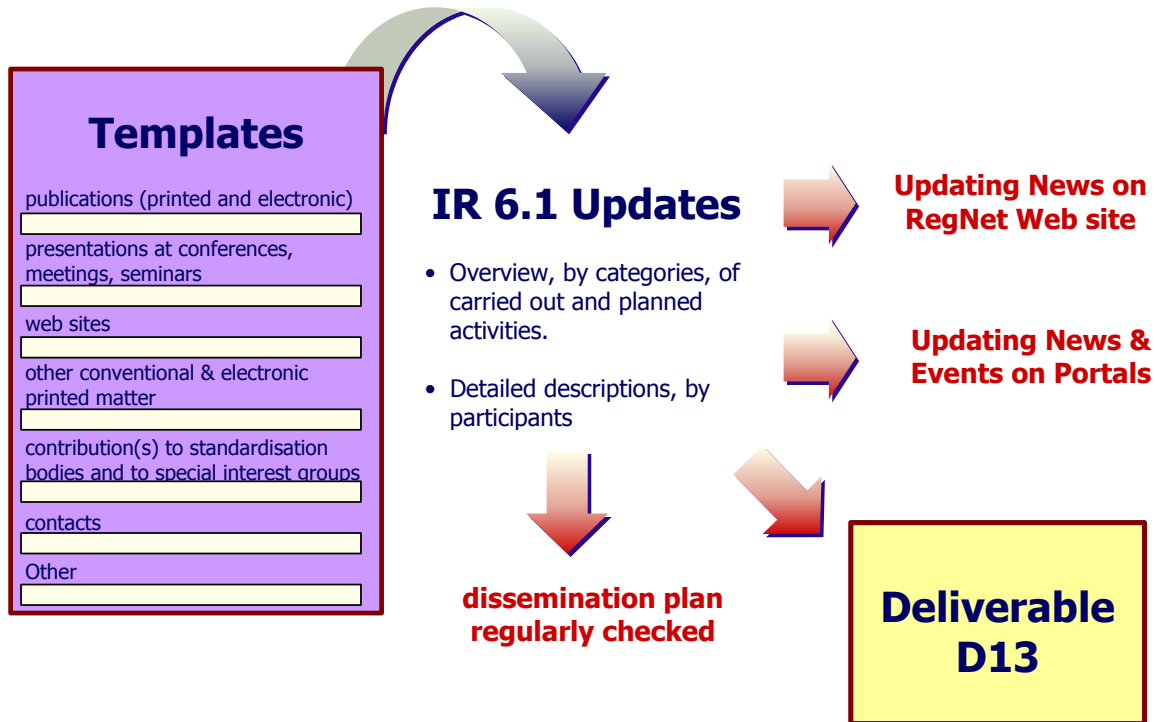 Templates
publications (printed and electronic)
presentations at conferences,
meetings, seminars
web sites
other conventional & electronic
printed matter
contribution(s) to standardisation
bodies and to special interest groups
contacts
Other
IR 6.1 Updates
• Overview, by categories, of
carried out and planned
activities.
• Detailed descriptions, by
participants
Updating News on
RegNet Web site
Updating News &
Events on Portals
dissemination plan
regularly checked
Deliverable
D13